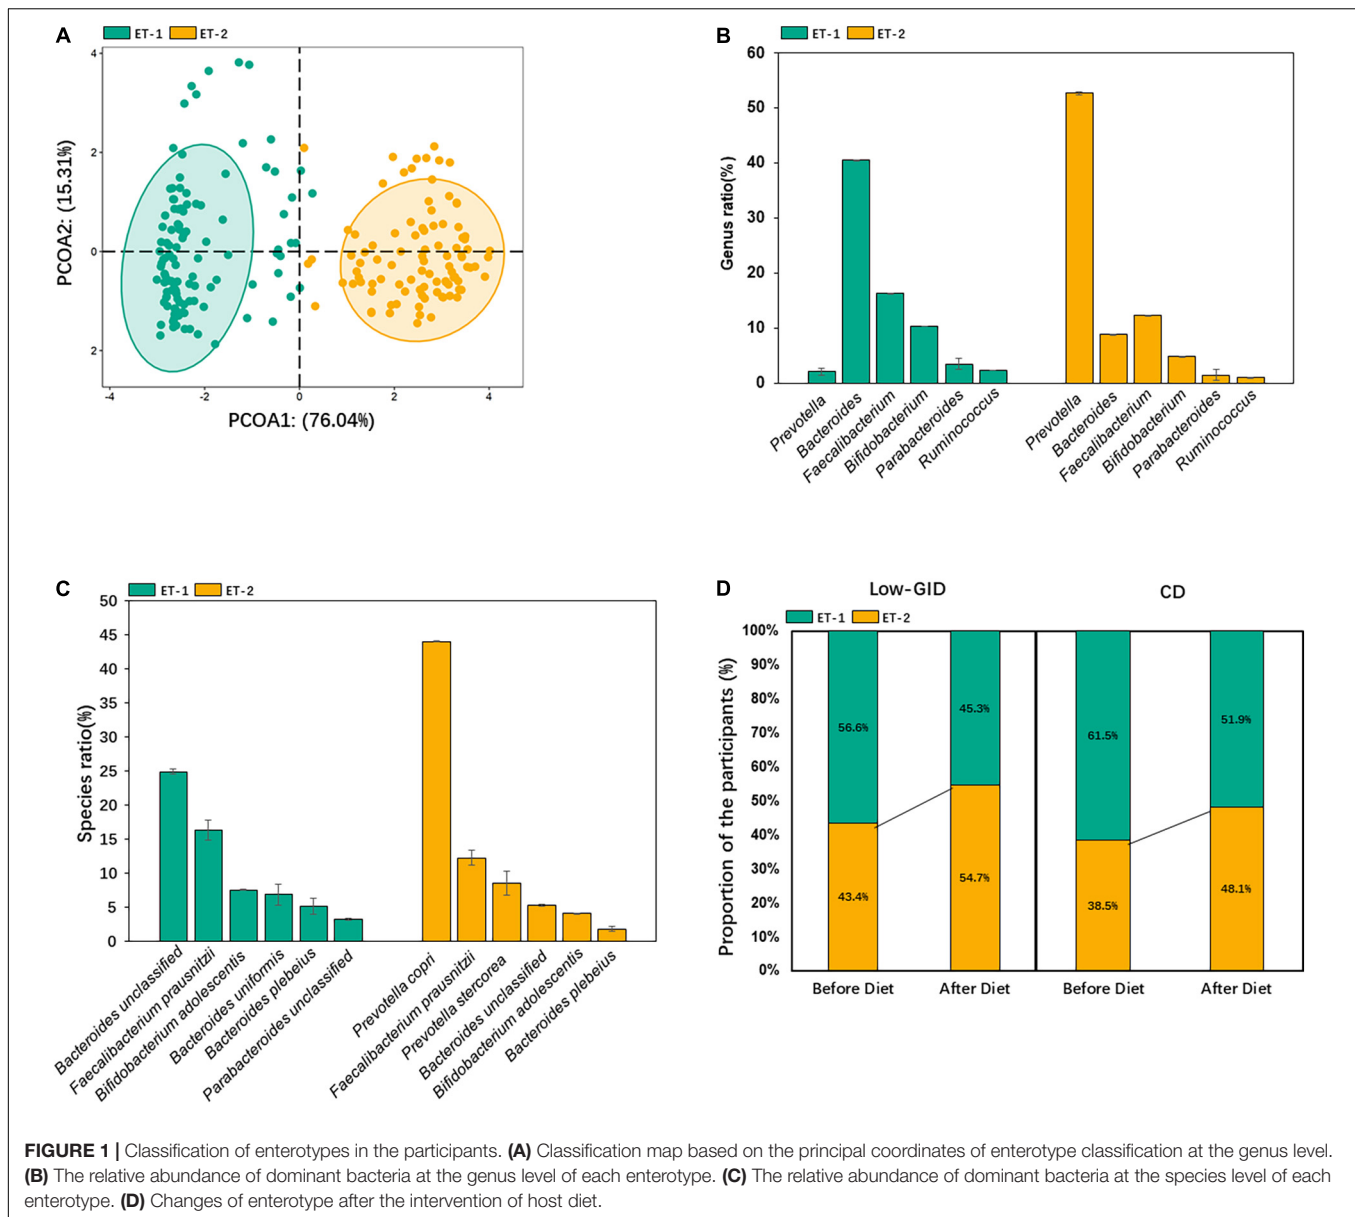 A
ET-1 ET-2
4
2
0
2
-4 -2 0 2 4
PCOA2: (15.31%)
PCOA1: (76.04%)
B
ET-1 ET-2
60
50
40
30
20
10
0
Genus ratio(%)
Prevotella
Bacteroides
Faecalibacterium
Bifidobacterium
Parabacteroides
Ruminococcus
Prevotella
Bacteroides
Faecalibacterium
Bifidobacterium
Parabacteroides
Ruminococcus
C
ET-1 ET-2
50
45
40
35
30
25
20
15
10
5
0
Species ratio(%)
Bacteroides unclassified
Faecalibacterium prausnitzii
Bifidobacterium adolescentis
Bacteroides uniformis
Bacteroides plebeius
Parabacteroides unclassified
Prevotella copri
Faecalibacterium prausnitzii
Prevotella stercorea
Bacteroides unclassified
Bifidobacterium adolescentis
Bacteroides plebeius
D
Low-GID CD
ET-1 ET-2
100%
90%
80%
70%
60%
50%
40%
30%
20%
10%
0%
Proportion of the participants (%)
56.6% 45.3% 61.5% 51.9%
43.4% 54.7% 38.5% 48.1%
Before Diet After Diet Before Diet After Diet
FIGURE 1 | Classification of enterotypes in the participants. (A) Classification map based on the principal coordinates of enterotype classification at the genus level.
(B) The relative abundance of dominant bacteria at the genus level of each enterotype. (C) The relative abundance of dominant bacteria at the species level of each
enterotype. (D) Changes of enterotype after the intervention of host diet.